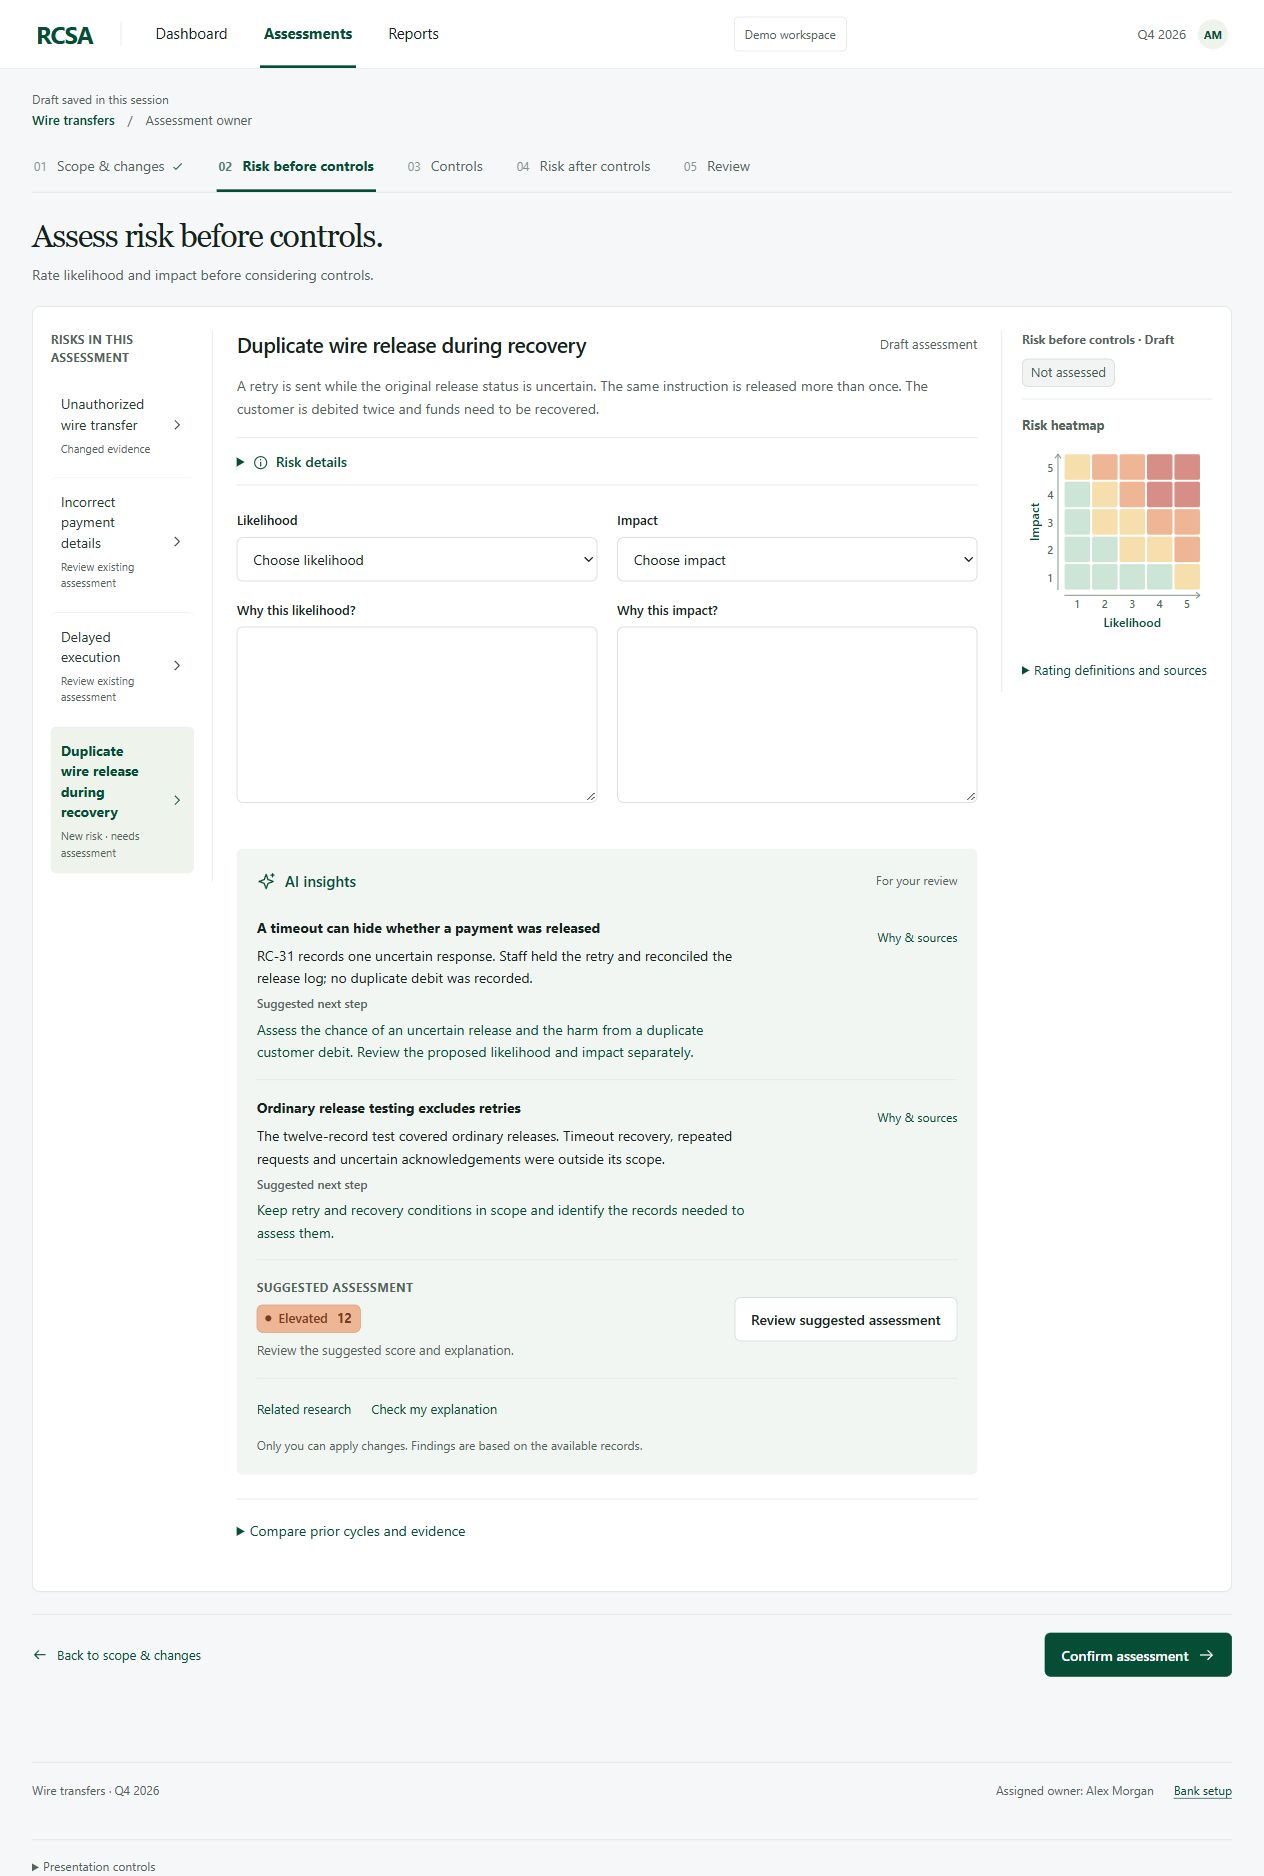 RCSA
Dashboard
Assessments
Reports
Demo workspace
Q4 2026
AM
Draft saved in this session
Wire transfers / Assessment owner
01 Scope & changes
02 Risk before controls
03 Controls
04 Risk after controls
05 Review
Assess risk before controls.
Rate likelihood and impact before considering controls.
RISKS IN THIS
ASSESSMENT
Unauthorized
wire transfer
Changed evidence
Incorrect
payment
details
Review existing
assessment
Delayed
execution
Review existing
assessment
Duplicate
wire release
during
recovery
New risk · needs
assessment
Duplicate wire release during recovery
Draft assessment
A retry is sent while the original release status is uncertain. The same instruction is released more than once. The
customer is debited twice and funds need to be recovered.
Risk details
Likelihood
Choose likelihood
Impact
Choose impact
Why this likelihood?
Why this impact?
AI insights
For your review
A timeout can hide whether a payment was released
Why & sources
RC-31 records one uncertain response. Staff held the retry and reconciled the
release log; no duplicate debit was recorded.
Suggested next step
Assess the chance of an uncertain release and the harm from a duplicate
customer debit. Review the proposed likelihood and impact separately.
Ordinary release testing excludes retries
Why & sources
The twelve-record test covered ordinary releases. Timeout recovery, repeated
requests and uncertain acknowledgements were outside its scope.
Suggested next step
Keep retry and recovery conditions in scope and identify the records needed to
assess them.
SUGGESTED ASSESSMENT
Elevated 12
Review the suggested score and explanation.
Review suggested assessment
Related research
Check my explanation
Only you can apply changes. Findings are based on the available records.
Compare prior cycles and evidence
Risk before controls · Draft
Not assessed
Risk heatmap
Impact
5
4
3
2
1
1 2 3 4 5
Likelihood
Rating definitions and sources
Back to scope & changes
Confirm assessment
Wire transfers · Q4 2026
Assigned owner: Alex Morgan
Bank setup
Presentation controls